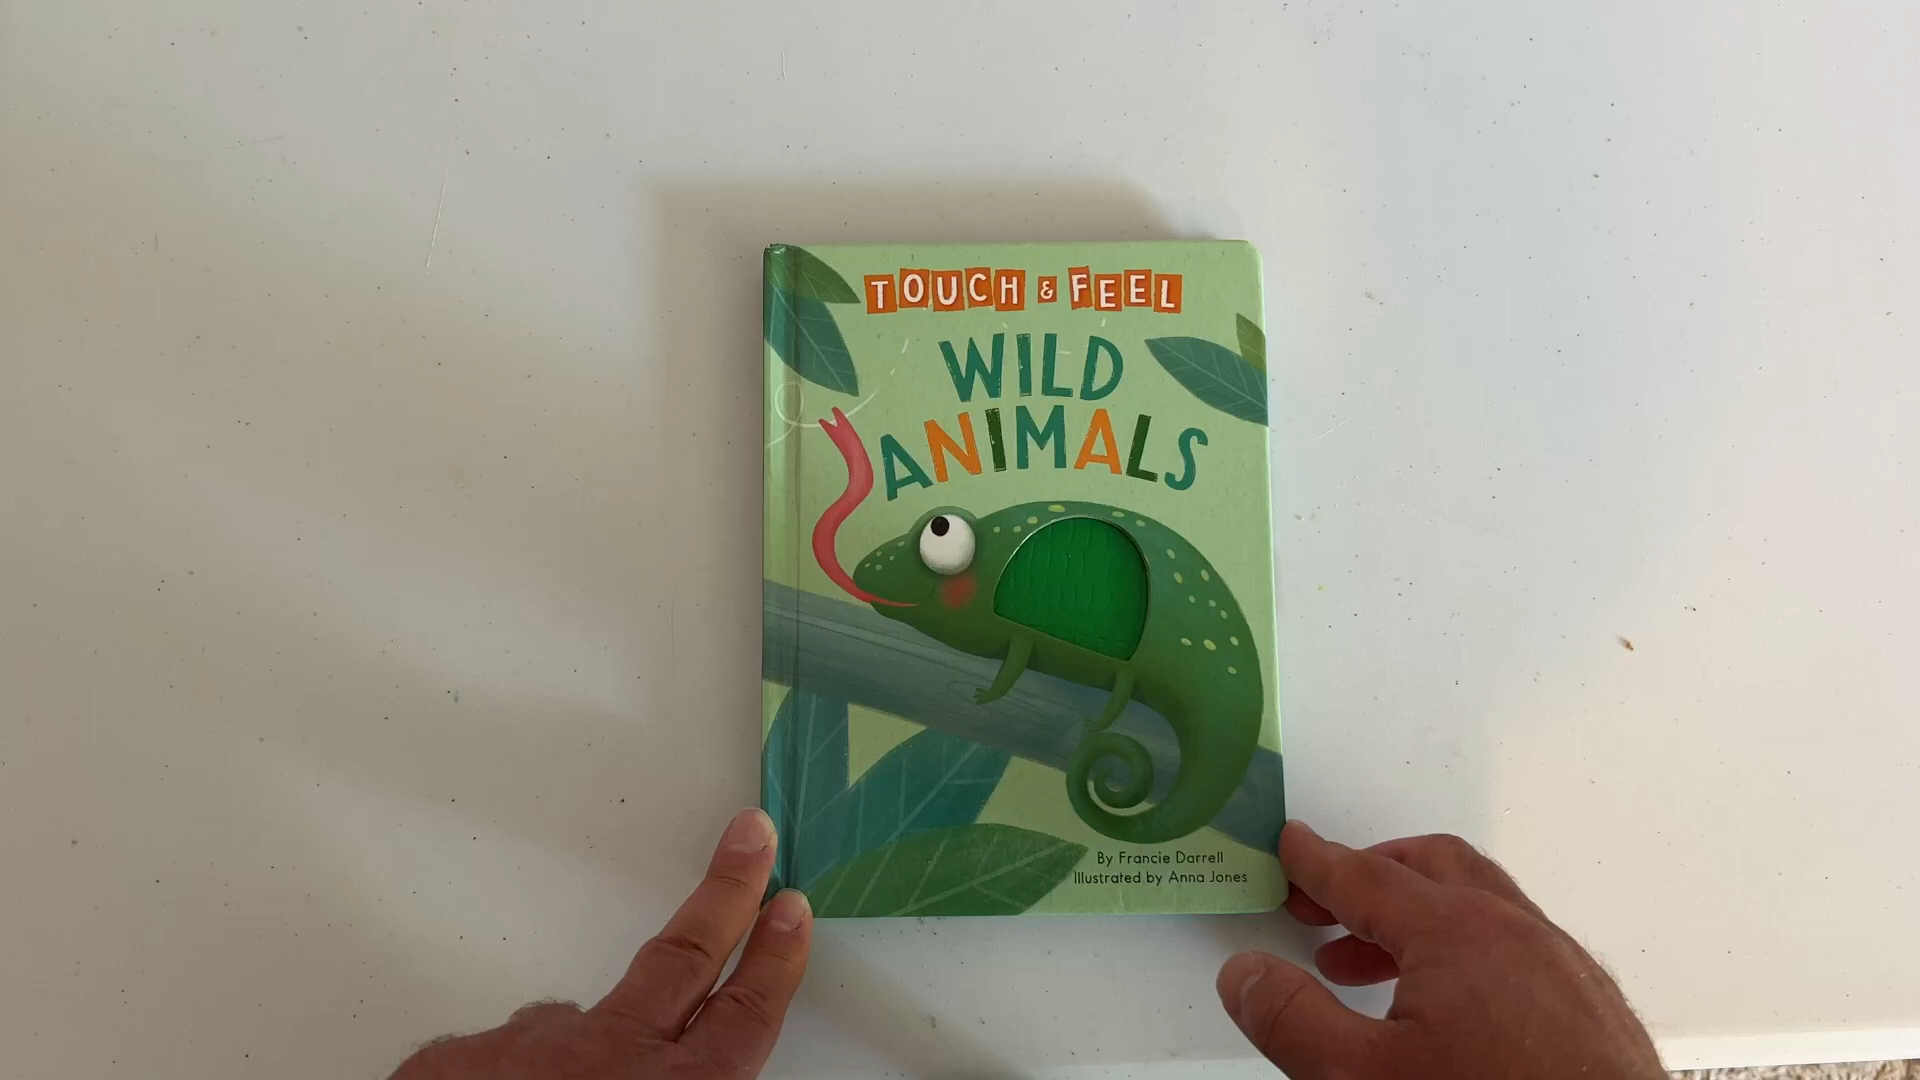 TOUCH & FEEL
WILD
ANIMALS
By Francie Darrell
Illustrated by Anna Jones